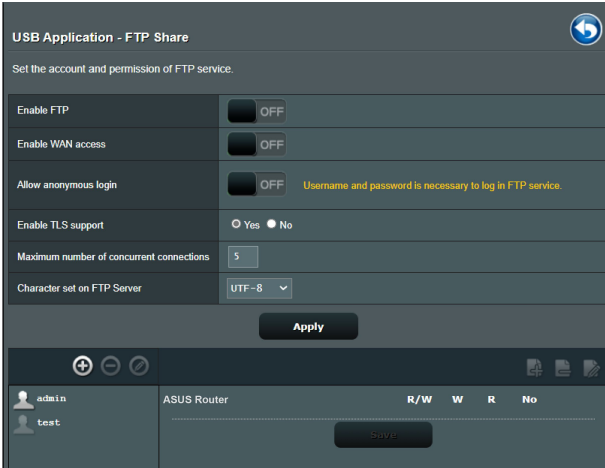 USB Application - FTP Share
Set the account and permission of FTP service.
Enable FTP OFF
Enable WAN access OFF
Allow anonymous login OFF Username and password is necessary to log in FTP service.
Enable TLS support Yes No
Maximum number of concurrent connections 5
Character set on FTP Server UTF-8
Apply
admin
test
ASUS Router R/W W R No
Save